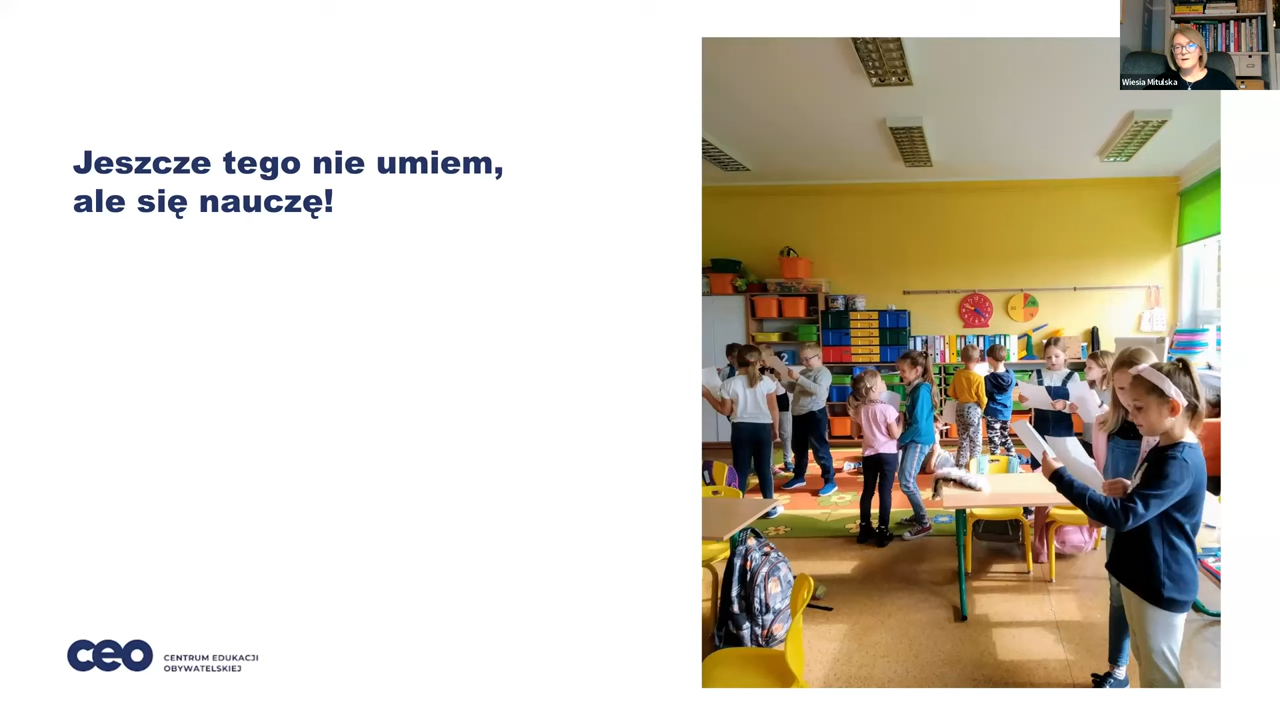 Wiesia Mitulska
Jeszcze tego nie umiem,
ale się nauczę!
ceo
CENTRUM EDUKACJI
OBYWATELSKIEJ